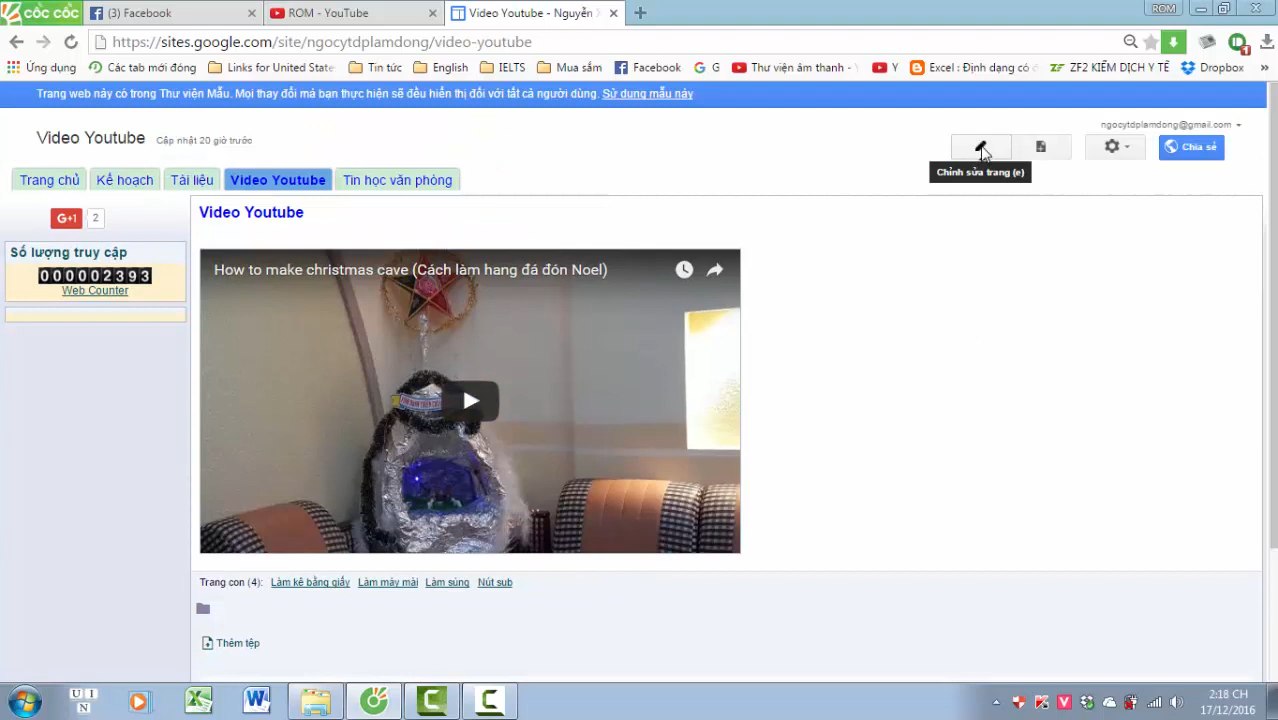 cốc cốc
(3) Facebook
ROM - YouTube
Video Youtube - Nguyễn
ROM
https://sites.google.com/site/ngocytdplamdong/video-youtube
Ứng dụng
Các tab mới đóng
Links for United State
Tin tức
English
IELTS
Mua sắm
Facebook
G
Thư viện âm thanh -
Y
Excel : Định dạng có
ZF2 KIỂM DỊCH Y TẾ
Dropbox
»
Trang web này có trong Thư viện Mẫu. Mọi thay đổi mà bạn thực hiện sẽ đều hiển thị đối với tất cả người dùng. Sử dụng mẫu này
ngocytdplamdong@gmail.com
Video Youtube
Cập nhật 20 giờ trước
Chia sẻ
Chỉnh sửa trang (e)
Trang chủ
Kế hoạch
Tài liệu
Video Youtube
Tin học văn phòng
G+1
2
Video Youtube
Số lượng truy cập
000002393
Web Counter
How to make christmas cave (Cách làm hang đá đón Noel)
Trang con (4): Làm kê bằng giấy Làm máy mài Làm súng Nút sub
Thêm tệp
U I
N
2:18 CH
17/12/2016